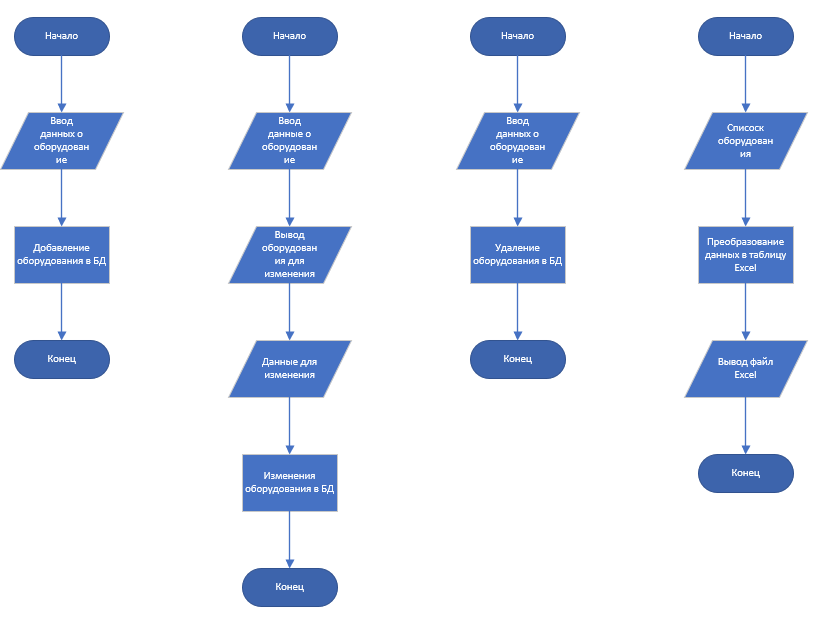 Начало
Ввод
данных о
оборудован
ие
Добавление
оборудования в БД
Конец
Начало
Ввод
данные о
оборудован
ие
Вывод
оборудован
ия для
изменения
Данные для
изменения
Изменения
оборудования в БД
Конец
Начало
Ввод
данных о
оборудован
ие
Удаление
оборудования в БД
Конец
Начало
Списоск
оборудован
ия
Преобразование
данных в таблицу
Excel
Вывод файл
Excel
Конец